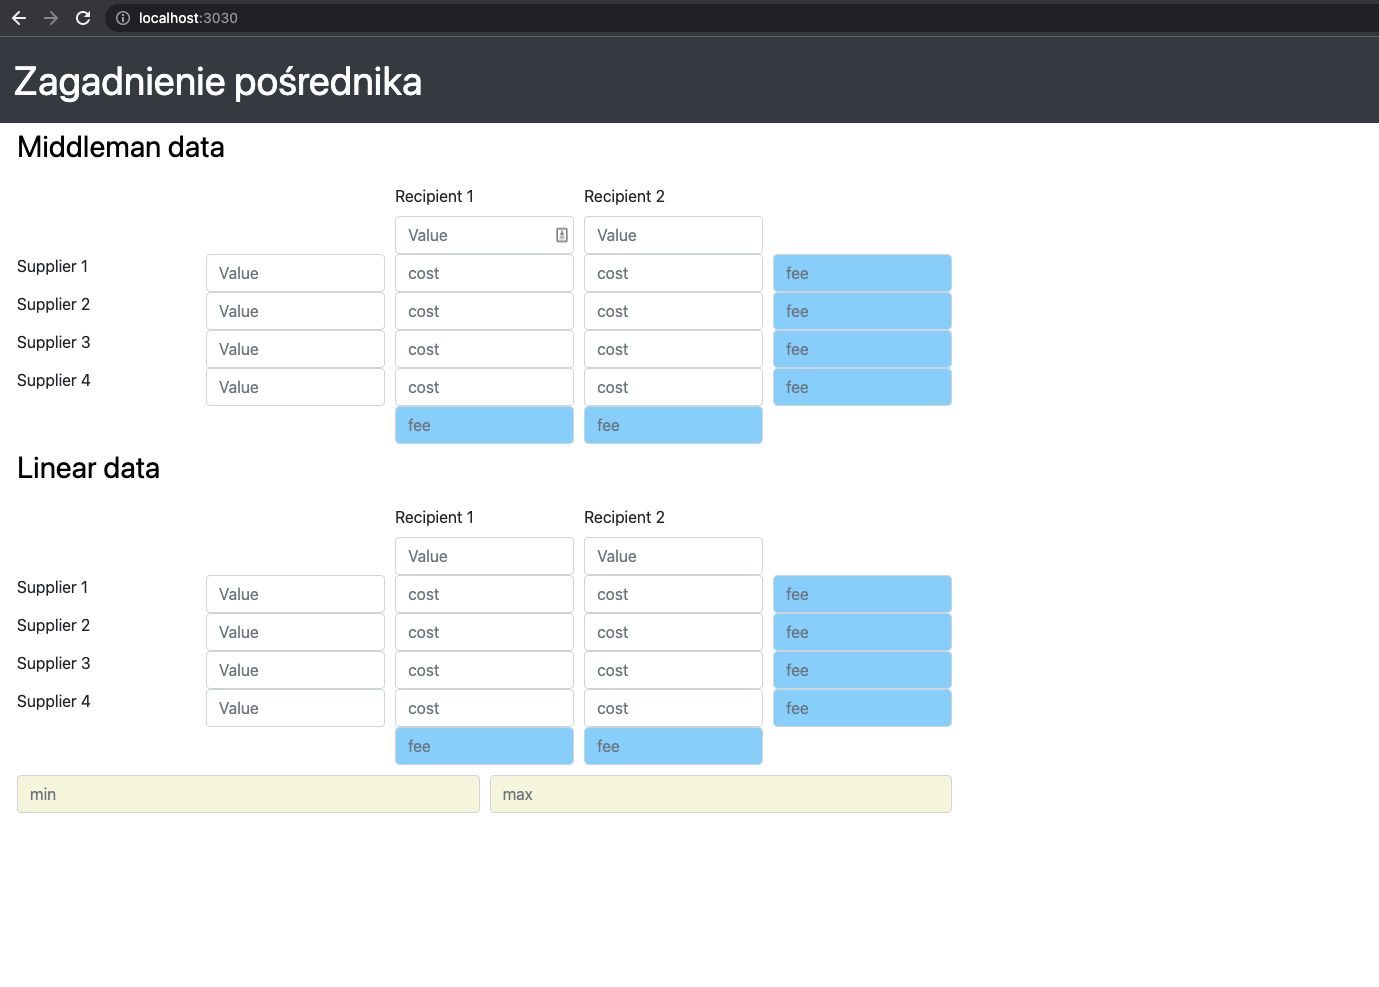 localhost:3030
Zagadnienie pośrednika
Middleman data
Recipient 1 Recipient 2
Value Value
Supplier 1 Value cost cost fee
Supplier 2 Value cost cost fee
Supplier 3 Value cost cost fee
Supplier 4 Value cost cost fee
fee fee
Linear data
Recipient 1 Recipient 2
Value Value
Supplier 1 Value cost cost fee
Supplier 2 Value cost cost fee
Supplier 3 Value cost cost fee
Supplier 4 Value cost cost fee
fee fee
min max